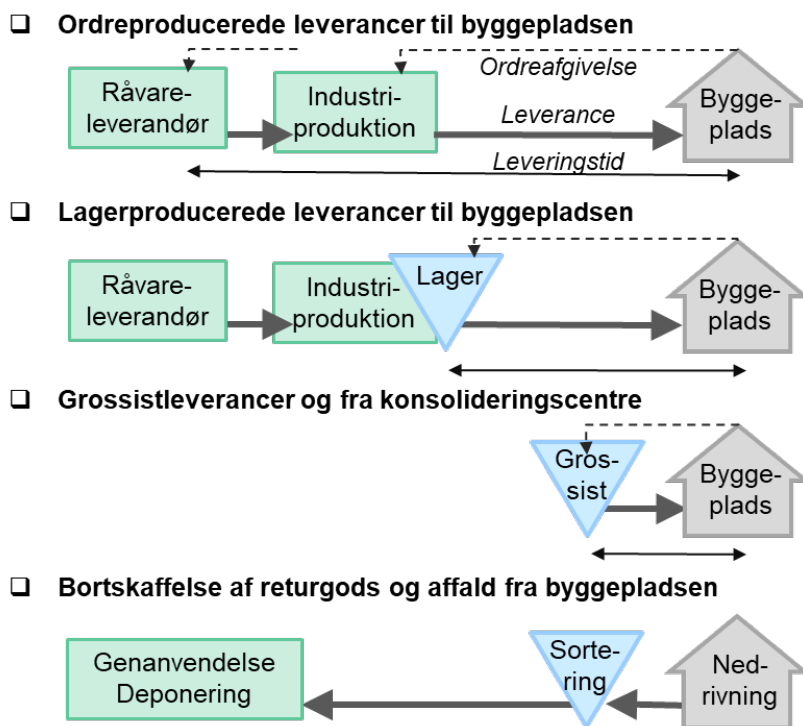 ❑ Ordreproducerede leverancer til byggepladsen
Råvare-
leverandør
Industri-
produktion
Ordreafgivelse
Leverance
Leveringstid
Bygge-
plads
❑ Lagerproducerede leverancer til byggepladsen
Råvare-
leverandør
Industri-
produktion
Lager
Bygge-
plads
❑ Grossistleverancer og fra konsolideringscentre
Gros-
sist
Bygge-
plads
❑ Bortskaffelse af returgods og affald fra byggepladsen
Genanvendelse
Deponering
Sorte-
ring
Ned-
rivning